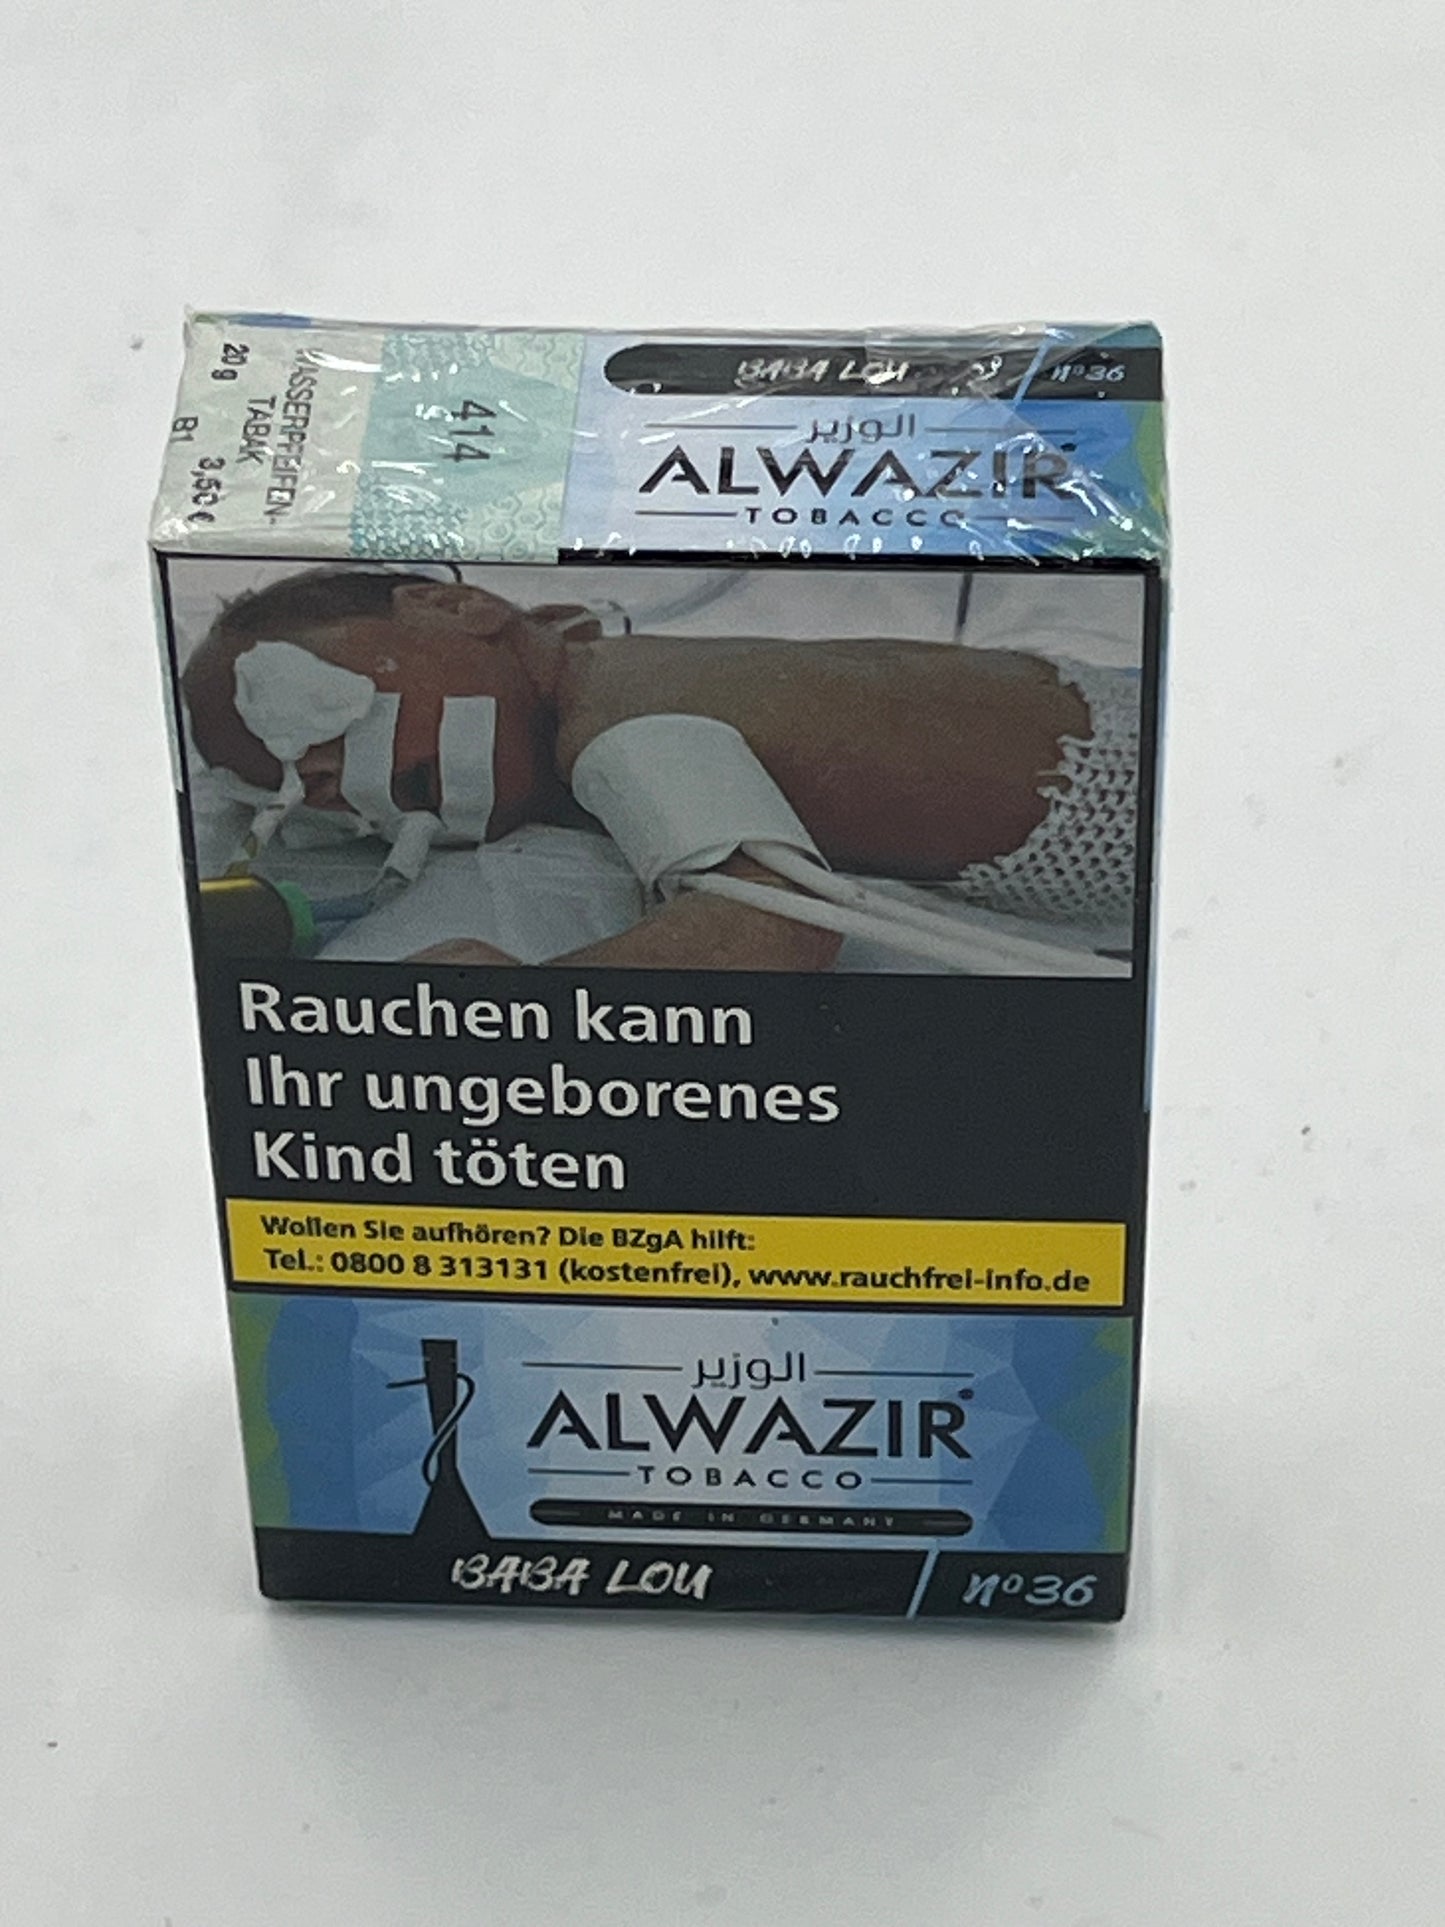 20 g
WASSERPFEIFEN-
TABAK
B1 3,50 €
414
BABA LOU nº36
الوزير
ALWAZIR
TOBACCO
Rauchen kann
Ihr ungeborenes
Kind töten
Wollen Sie aufhören? Die BZgA hilft:
Tel.: 0800 8 313131 (kostenfrei), www.rauchfrei-info.de
الوزير
ALWAZIR®
TOBACCO
MADE IN GERMANY
BABA LOU nº36